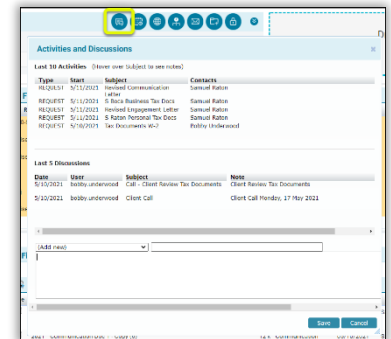 Activities and Discussions x
Last 10 Activities (Hover over Subject to see notes)
Type Start Subject Contacts
REQUEST 5/11/2021 Revised Communication Letter Samuel Raton
REQUEST 5/11/2021 S Boca Business Tax Docs Samuel Raton
REQUEST 5/11/2021 Revised Engagement Letter Samuel Raton
REQUEST 5/11/2021 S Raton Personal Tax Docs Samuel Raton
REQUEST 5/10/2021 Tax Documents W-2 Bobby Underwood
Last 5 Discussions
Date User Subject Note
5/10/2021 bobby.underwood Call - Client Review Tax Documents Client Review Tax Documents
5/10/2021 bobby.underwood Client Call Client Call Monday, 17 May 2021
(Add new)
Save Cancel